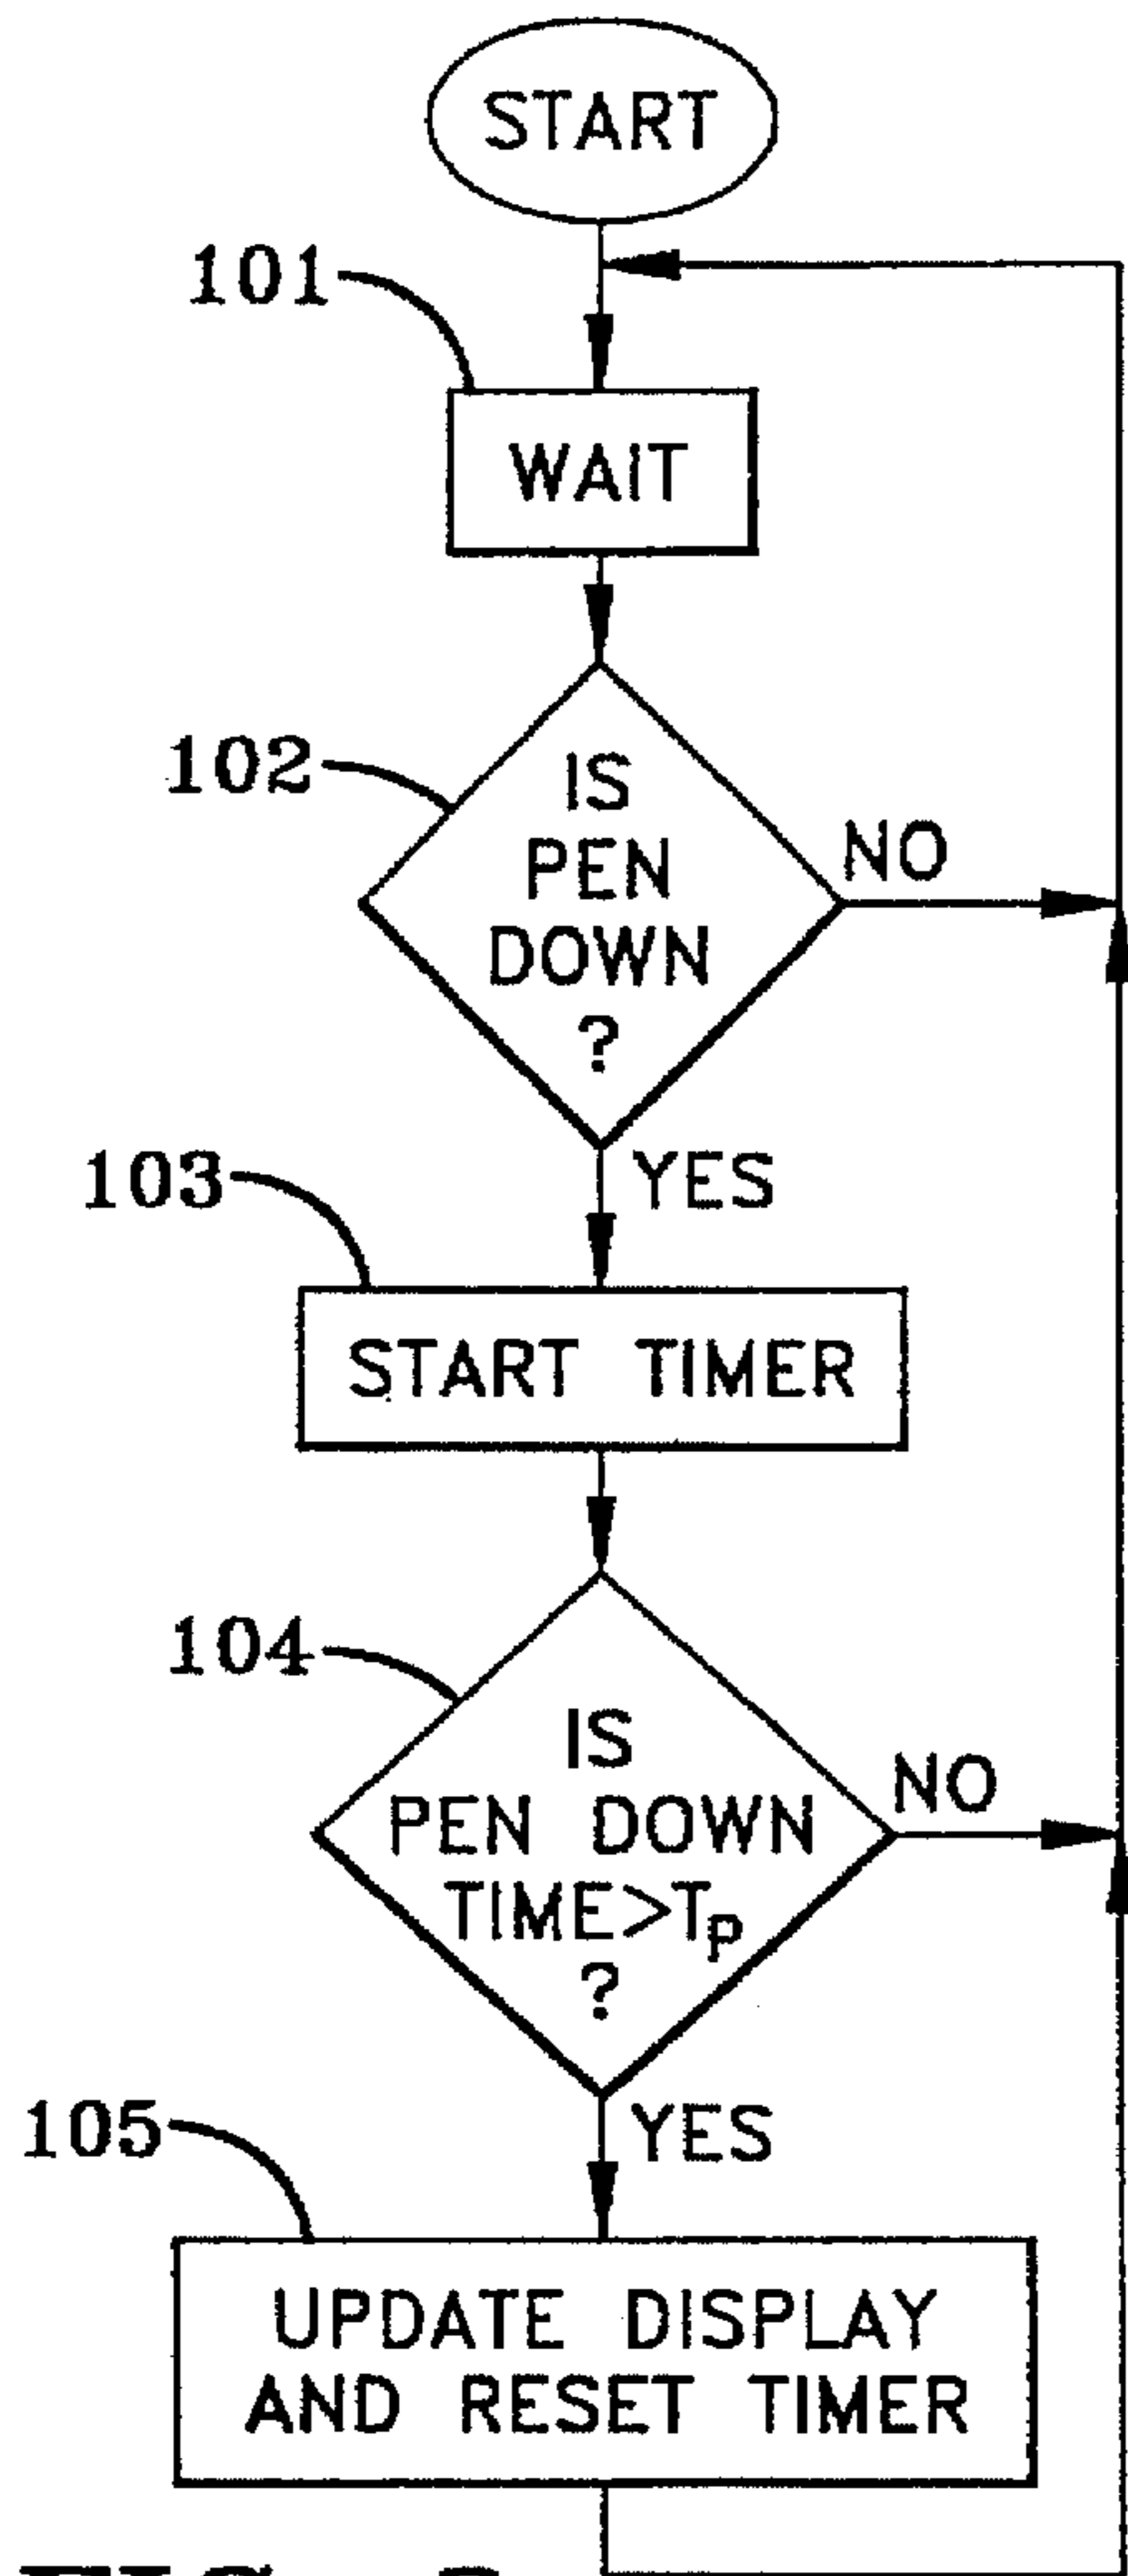 START
101
WAIT
102
IS
PEN
DOWN
?
NO
YES
103
START TIMER
104
IS
PEN DOWN
TIME>Tp
?
NO
YES
105
UPDATE DISPLAY
AND RESET TIMER